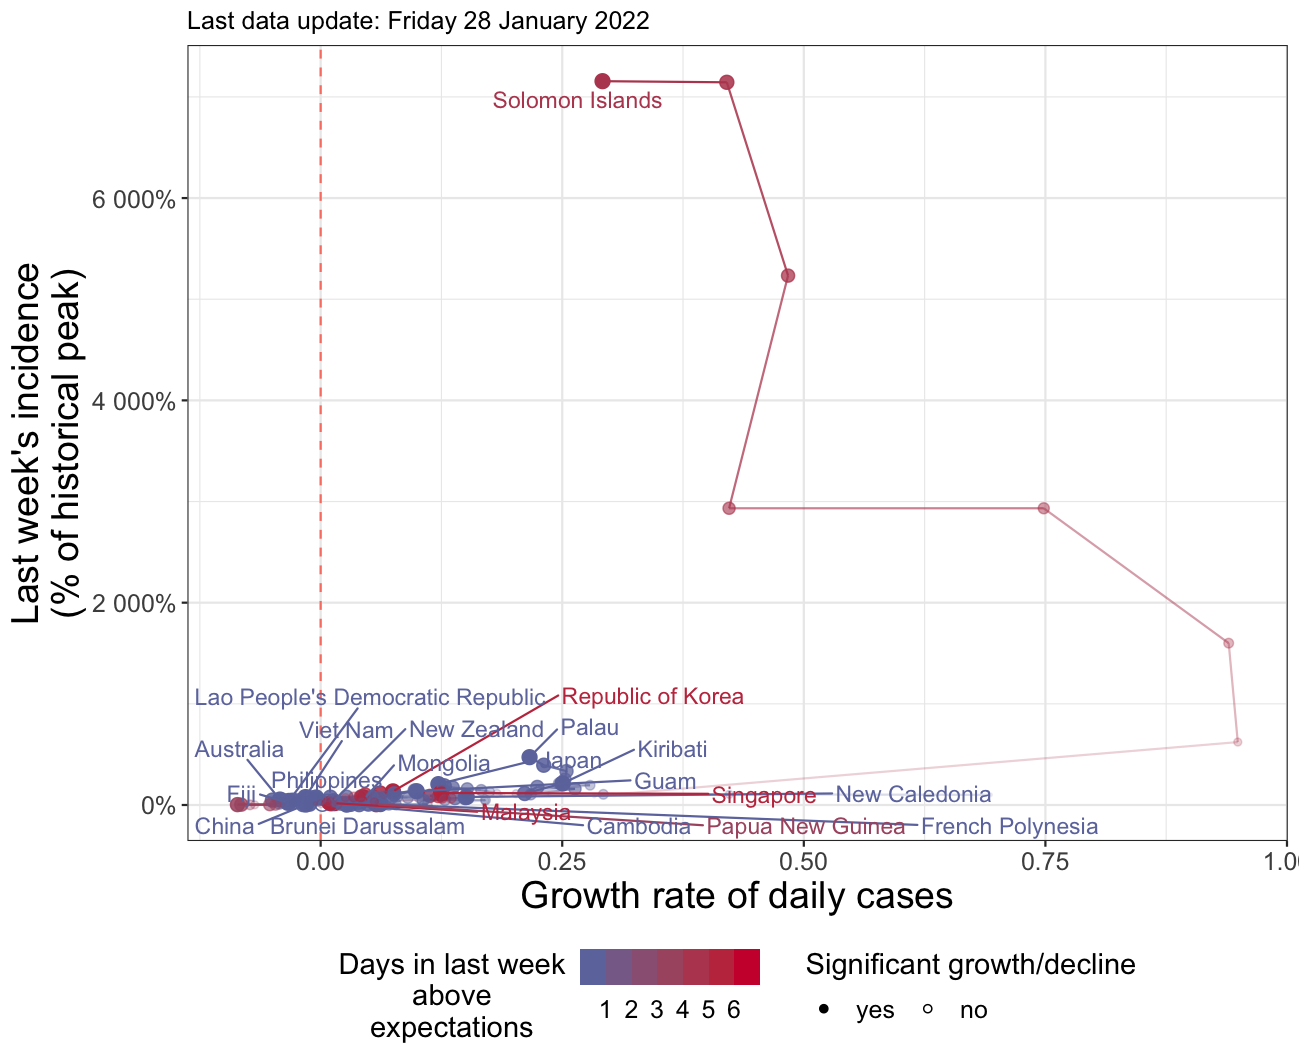 Last data update: Friday 28 January 2022
Last week's incidence
(% of historical peak)
6 000%
4 000%
2 000%
0%
Solomon Islands
Lao People's Democratic Republic
Republic of Korea
Viet Nam
New Zealand
Palau
Australia
Mongolia
Japan
Kiribati
Philippines
Guam
Fiji
Singapore
New Caledonia
Malaysia
China
Brunei Darussalam
Cambodia
Papua New Guinea
French Polynesia
0.00
0.25
0.50
0.75
1.0
Growth rate of daily cases
Days in last week
above
expectations
1 2 3 4 5 6
Significant growth/decline
yes
no